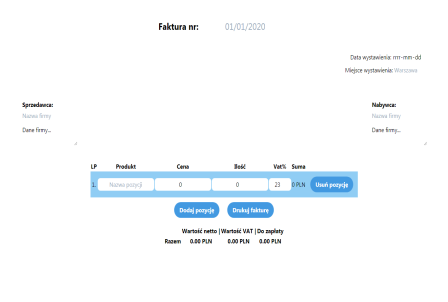 Faktura nr: 01/01/2020
Data wystawienia: rrrr-mm-dd
Miejsce wystawienia: Warszawa
Sprzedawca: Nabywca:
Nazwa firmy Nazwa firmy
Dane firmy... Dane firmy...
LP Produkt Cena Ilość Vat% Suma
1. Nazwa pozycji 0 0 23 0 PLN Usuń pozycję
Dodaj pozycję Drukuj fakturę
Wartość netto | Wartość VAT | Do zapłaty
Razem 0.00 PLN 0.00 PLN 0.00 PLN